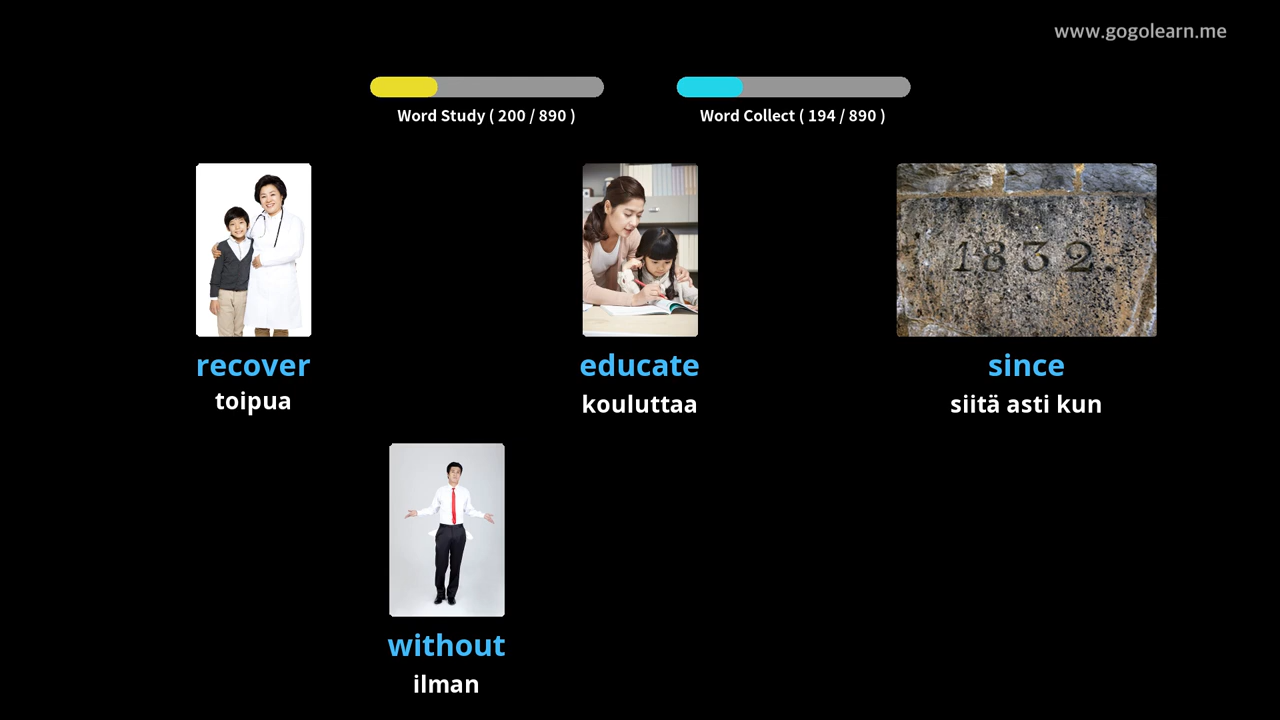 www.gogolearn.me
Word Study ( 200 / 890 )
Word Collect ( 194 / 890 )
1832.
recover
toipua
educate
kouluttaa
since
siitä asti kun
without
ilman